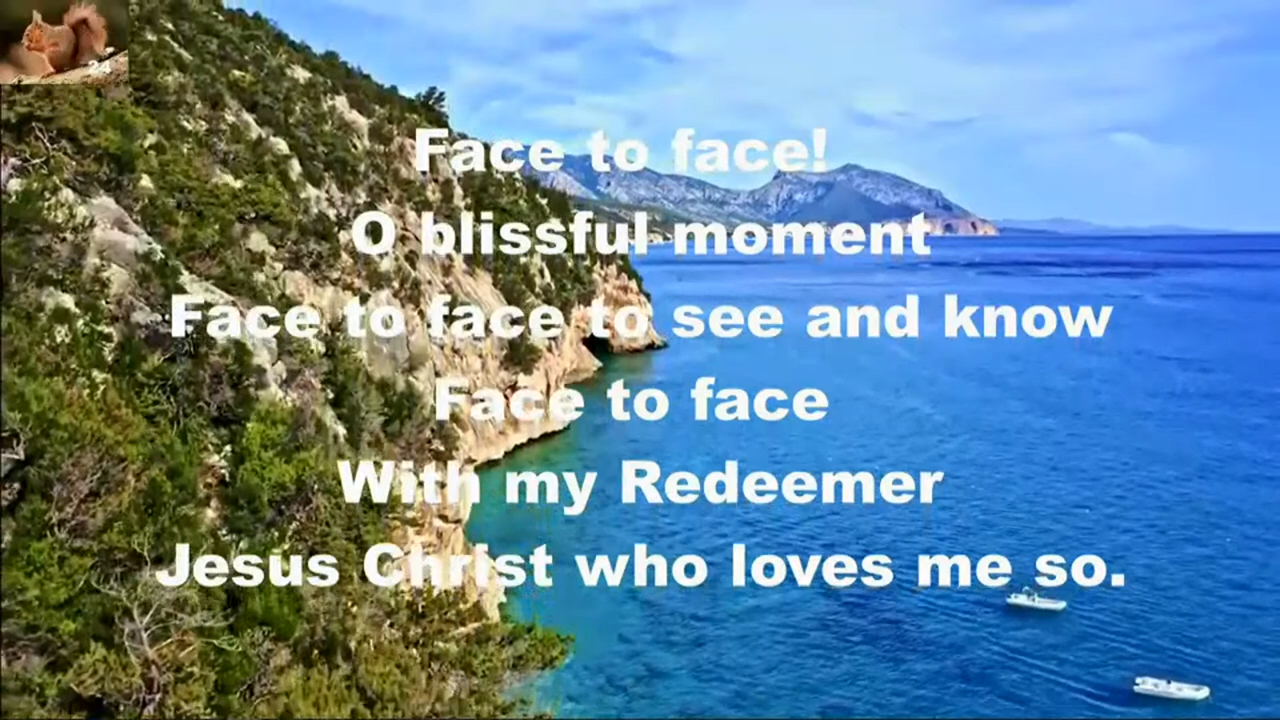 24
Face to face!
O blissful moment
Face to face to see and know
Face to face
With my Redeemer
Jesus Christ who loves me so.